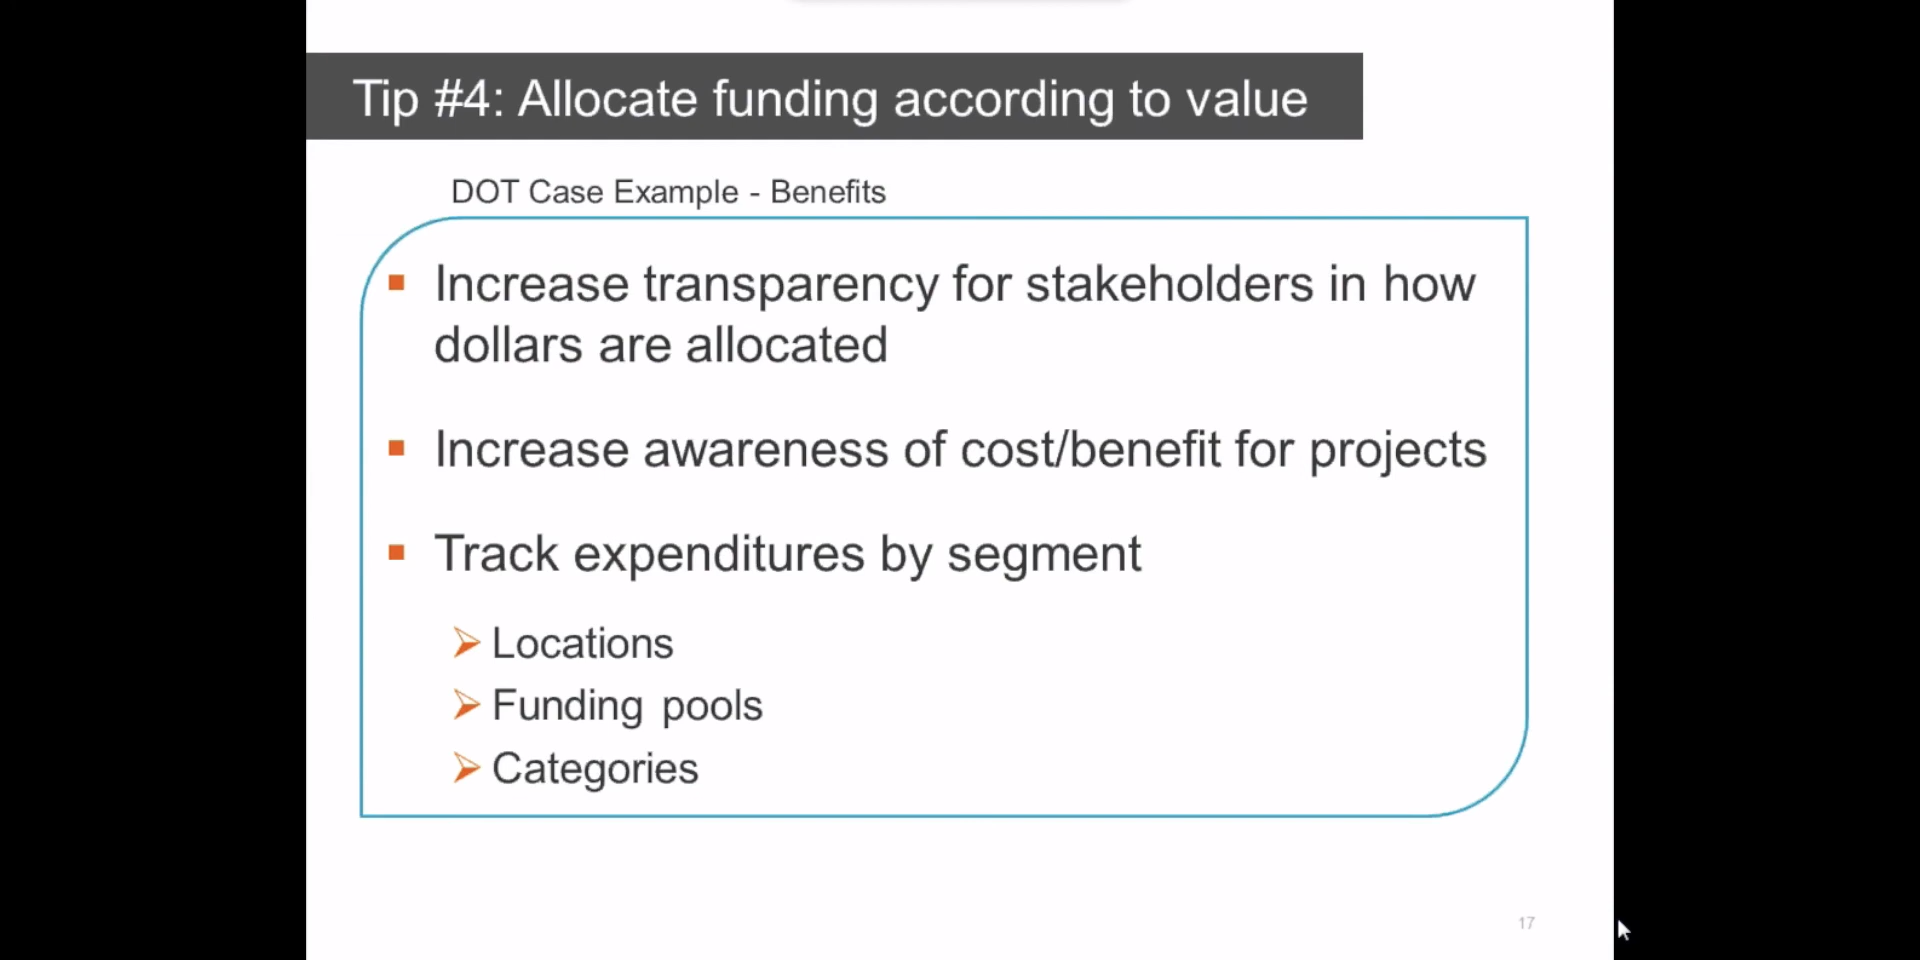 Tip #4: Allocate funding according to value
DOT Case Example - Benefits
Increase transparency for stakeholders in how
dollars are allocated
Increase awareness of cost/benefit for projects
Track expenditures by segment
Locations
Funding pools
Categories
17